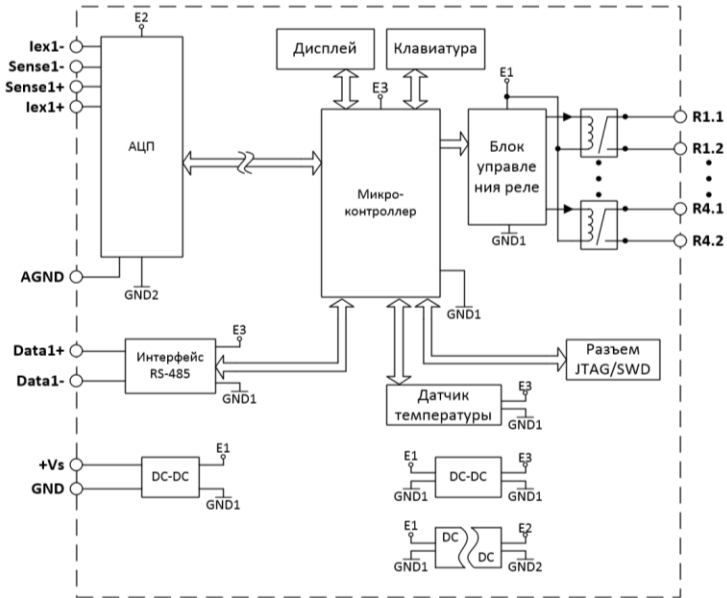 E2
Iex1-
Sense1-
Sense1+
Iex1+
АЦП
AGND
GND2
Дисплей
Клавиатура
E3
Микро-
контроллер
GND1
E1
Блок
управле
ния реле
GND1
R1.1
R1.2
R4.1
R4.2
Data1+
Data1-
Интерфейс
RS-485
E3
GND1
Разъем
JTAG/SWD
Датчик
температуры
E3
GND1
+Vs
GND
DC-DC
E1
GND1
E1
GND1
DC-DC
E3
GND1
E1
GND1
DC
DC
E2
GND2